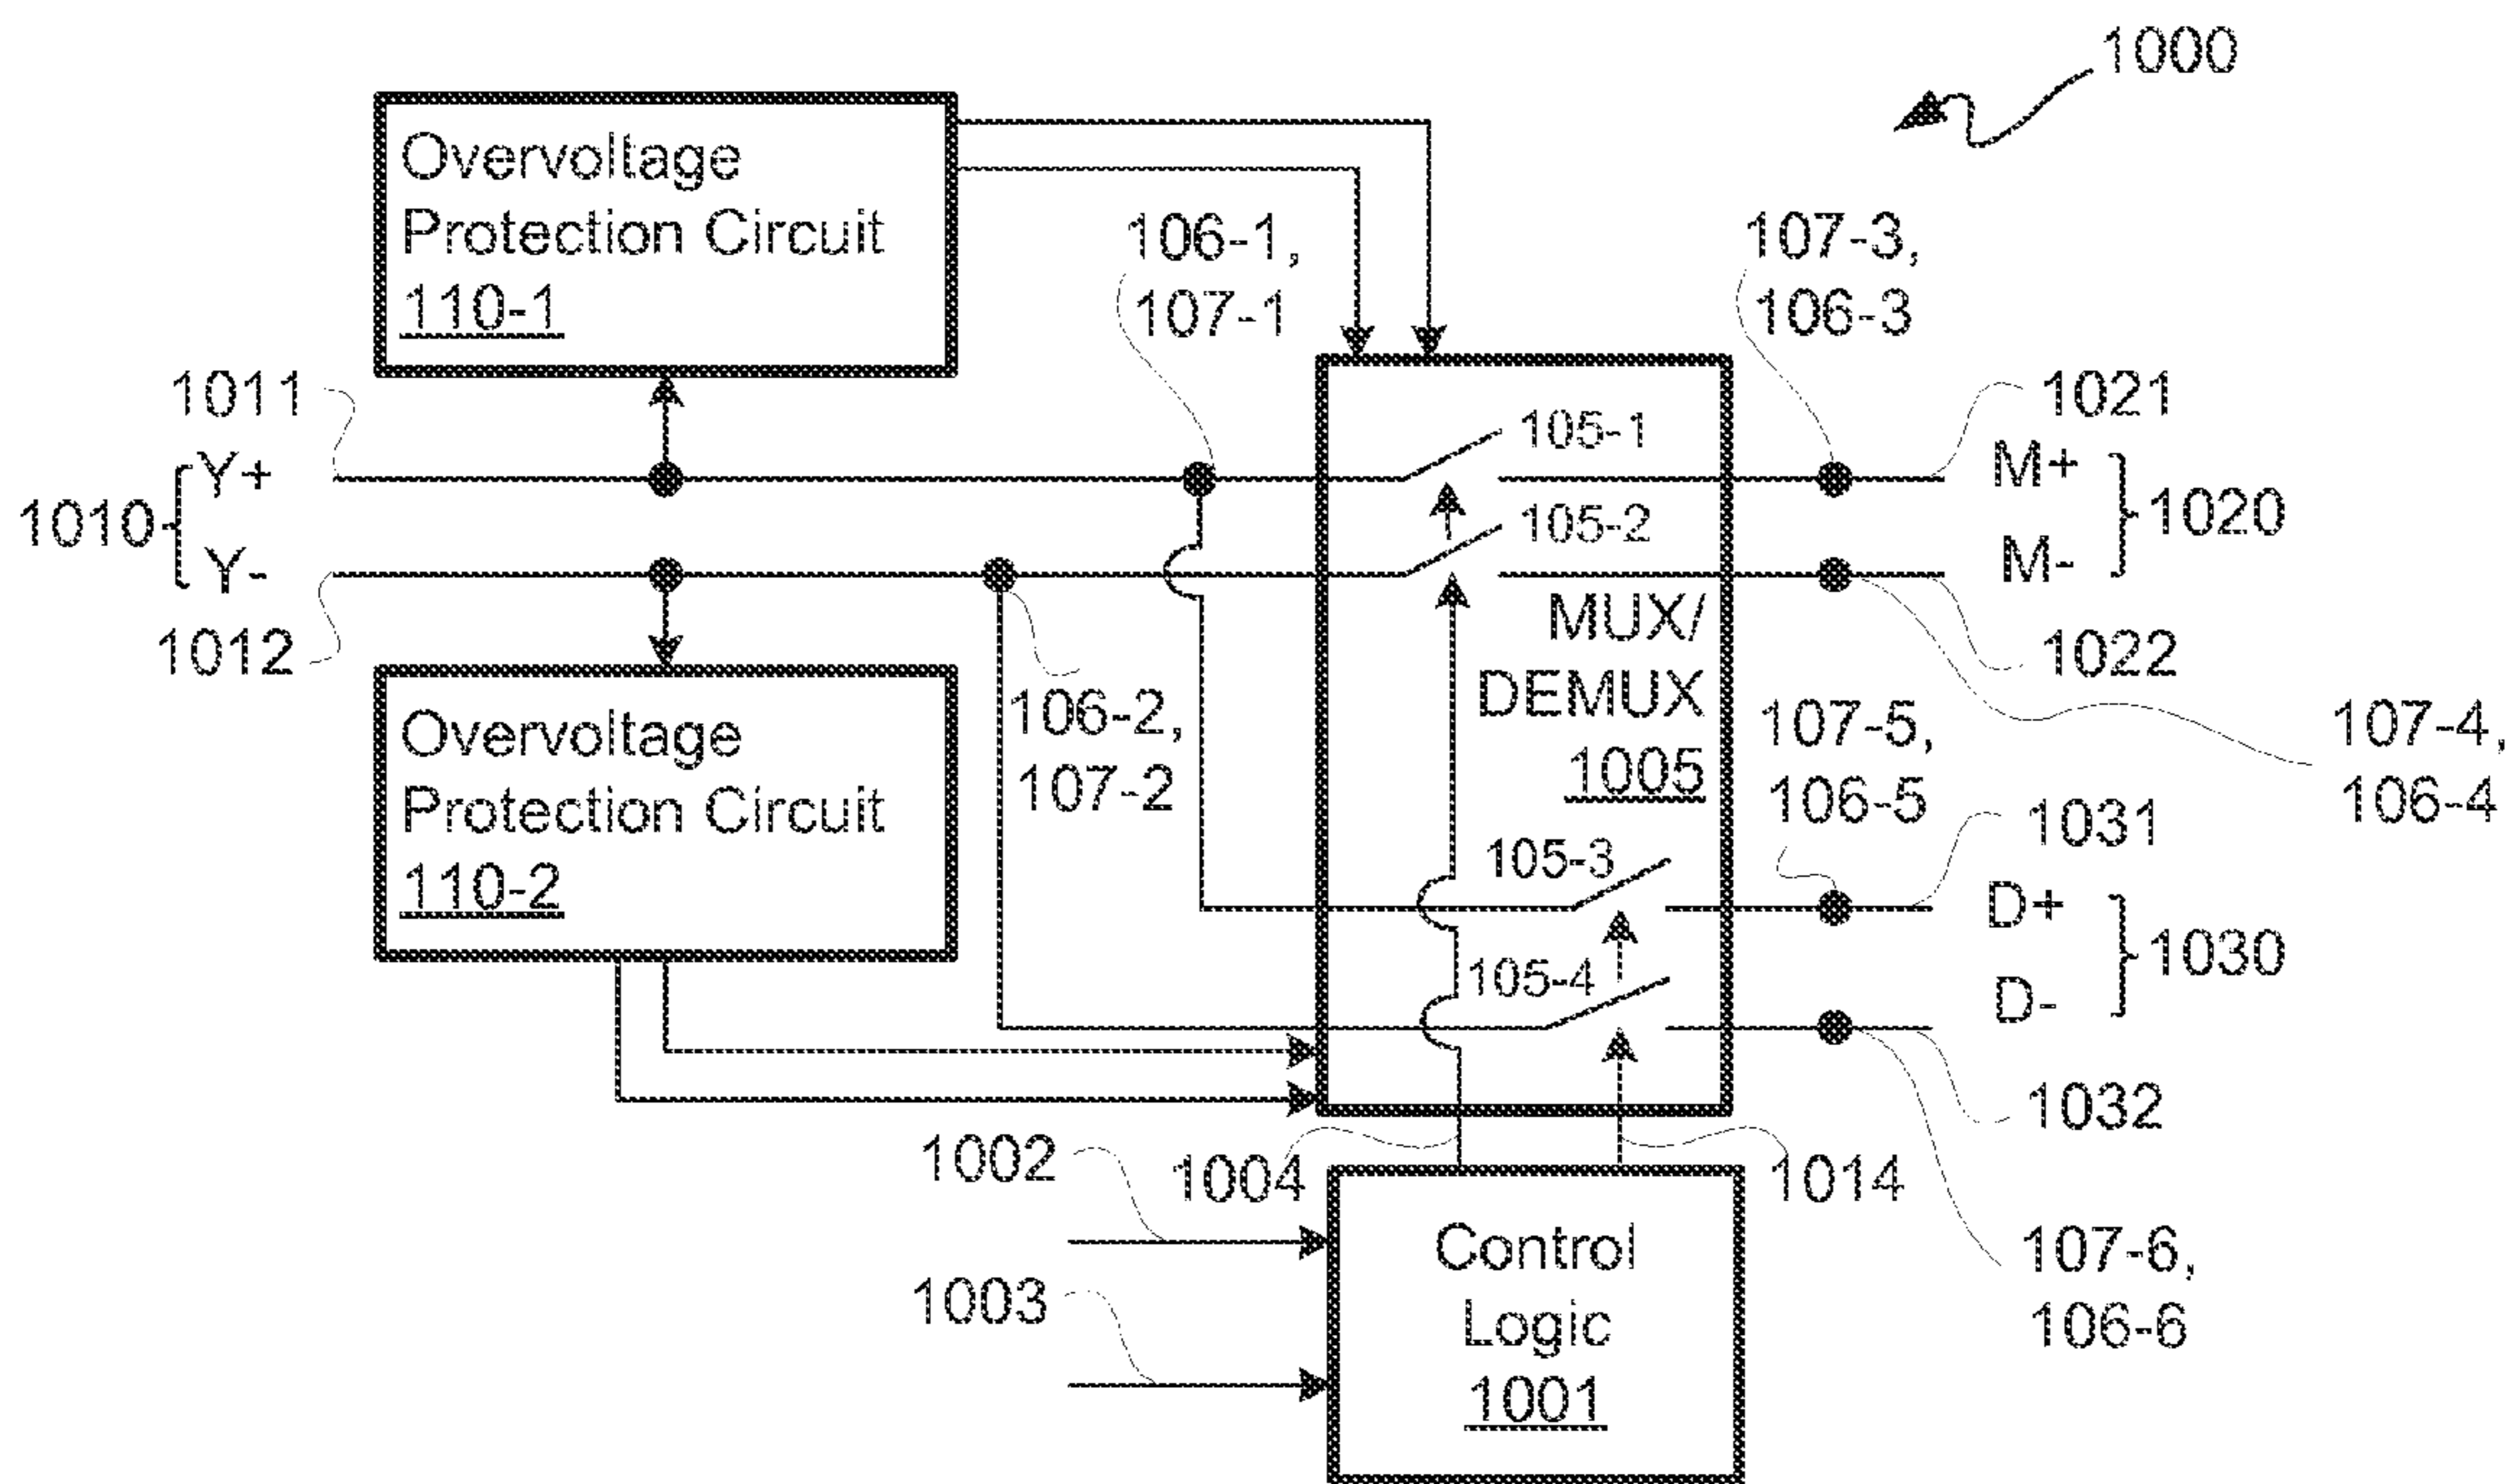 1000
Overvoltage
Protection Circuit
110-1
106-1,
107-1
107-3,
106-3
1011
1021
105-1
Y+
M+
1010
105-2
1020
Y-
M-
1012
MUX/
DEMUX
1005
1022
106-2,
107-2
107-5,
106-5
107-4,
106-4
Overvoltage
Protection Circuit
110-2
1031
105-3
D+
1030
105-4
D-
1032
1002
1004
1014
1003
Control
Logic
1001
107-6,
106-6